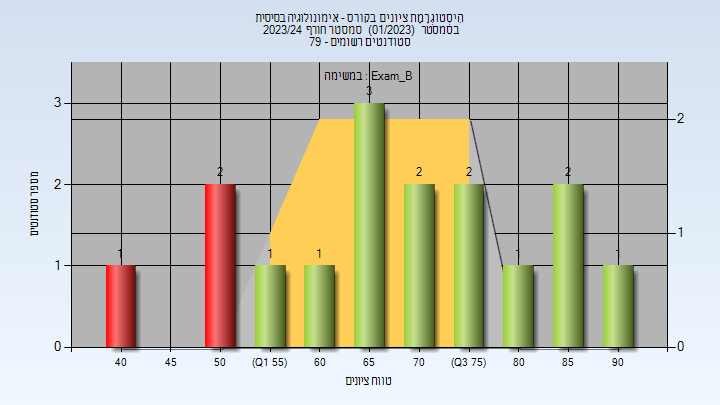 היסטוגרמת ציונים בקורס - אימונולוגיה בסיסית
בסמסטר (01/2023) סמסטר חורף 2023/24
סטודנטים רשומים - 79
במשימה : Exam_B
מספר סטודנטים
3
2
1
0
2
1
0
1
2
1
1
3
2
2
1
2
1
40 45 50 (Q1 55) 60 65 70 (Q3 75) 80 85 90
טווח ציונים